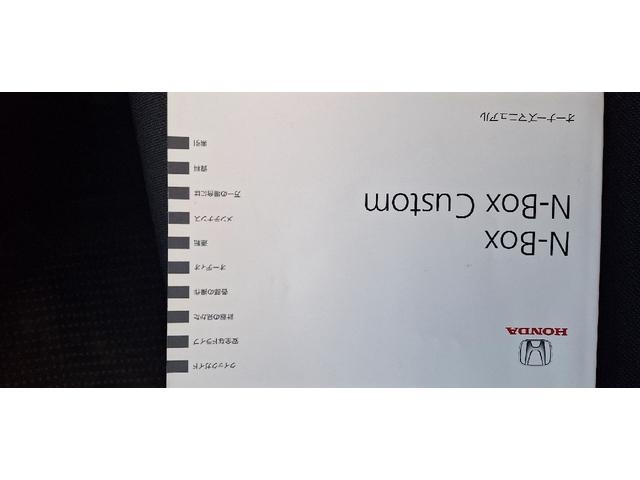 HONDA
N-Box
N-Box Custom
オーナーズマニュアル
クイックガイド
安全なドライブ
計器の見かた
各部の操作
オーディオ
運転
メンテナンス
万一の場合には
資料
索引